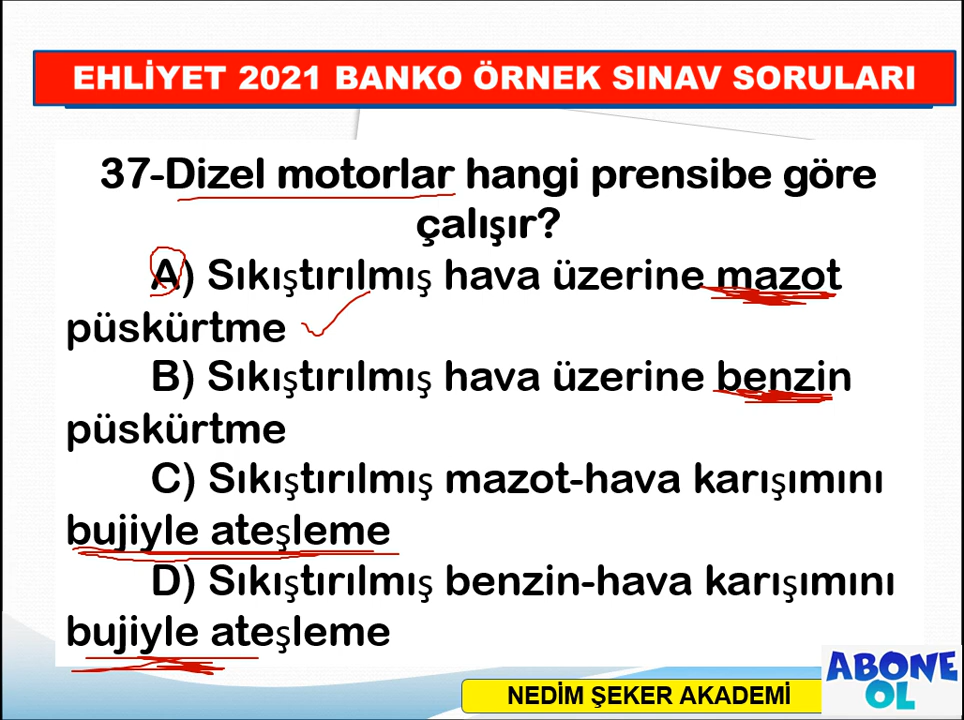 EHLİYET 2021 BANKO ÖRNEK SINAV SORULARI
37-Dizel motorlar hangi prensibe göre
çalışır?
A) Sıkıştırılmış hava üzerine mazot
püskürtme
B) Sıkıştırılmış hava üzerine benzin
püskürtme
C) Sıkıştırılmış mazot-hava karışımını
bujiyle ateşleme
D) Sıkıştırılmış benzin-hava karışımını
bujiyle ateşleme
NEDİM ŞEKER AKADEMİ
ABONE
OL